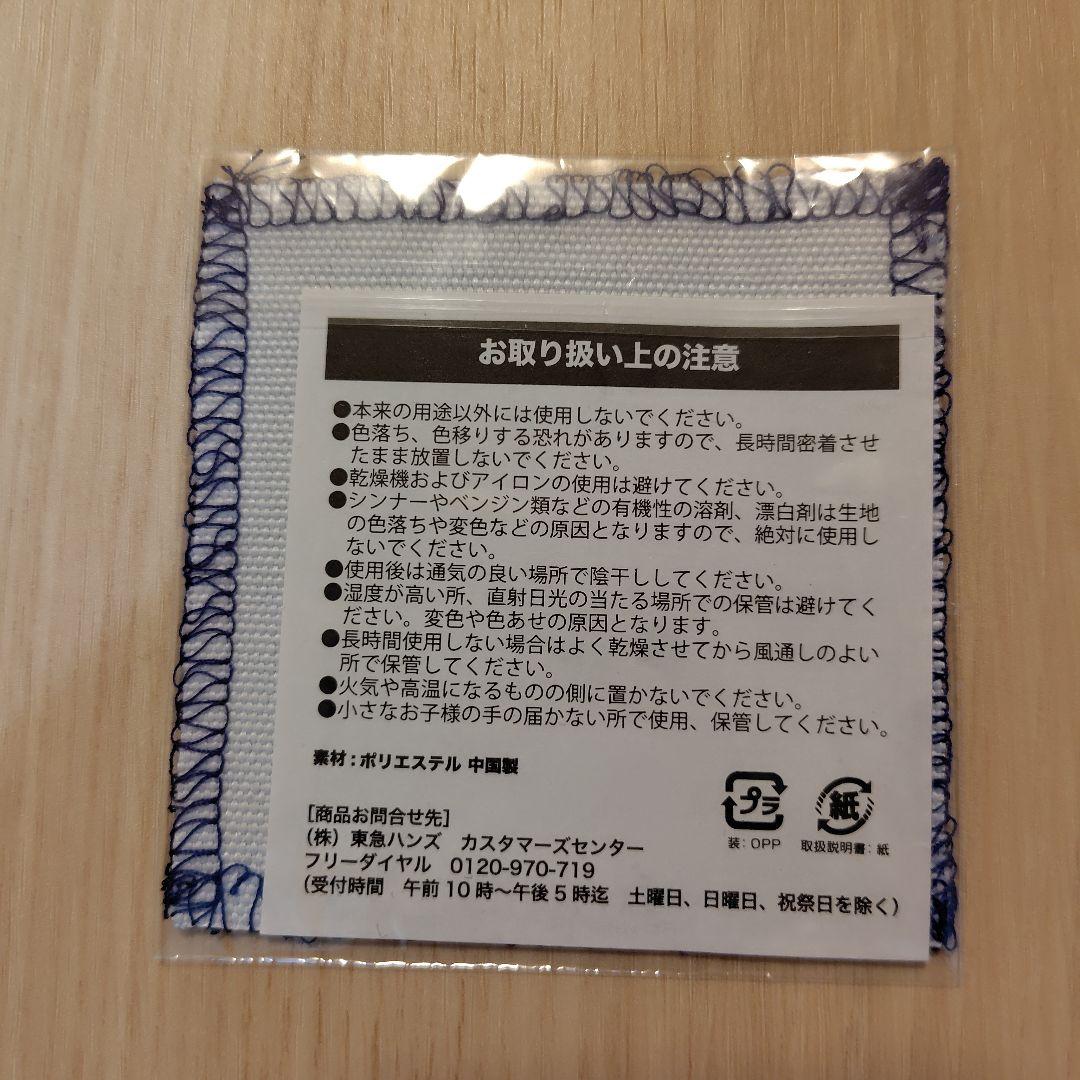 お取り扱い上の注意
●本来の用途以外には使用しないでください。
●色落ち、色移りする恐れがありますので、長時間密着させ
たまま放置しないでください。
●乾燥機およびアイロンの使用は避けてください。
●シンナーやベンジン類などの有機性の溶剤、漂白剤は生地
の色落ちや変色などの原因となりますので、絶対に使用し
ないでください。
●使用後は通気の良い場所で陰干ししてください。
●湿度が高い所、直射日光の当たる場所での保管は避けてく
ださい。変色や色あせの原因となります。
●長時間使用しない場合はよく乾燥させてから風通しのよい
所で保管してください。
●火気や高温になるものの側に置かないでください。
●小さなお子様の手の届かない所で使用、保管してください。
素材：ポリエステル 中国製
プラ
装：OPP
紙
取扱説明書：紙
［商品お問合せ先］
（株）東急ハンズ　カスタマーズセンター
フリーダイヤル　0120-970-719
（受付時間　午前10時～午後5時迄　土曜日、日曜日、祝祭日を除く）